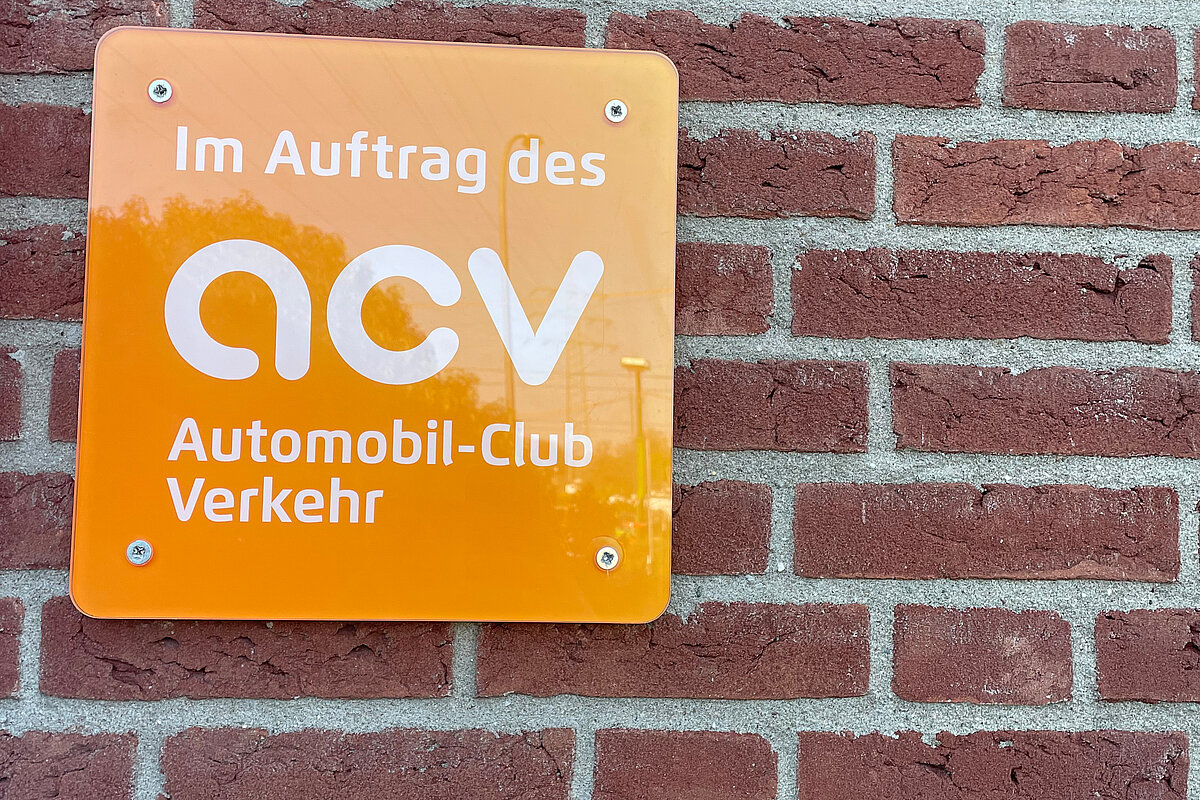 Im Auftrag des
acv
Automobil-Club
Verkehr